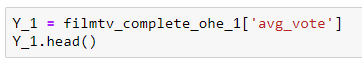 Y_1 = filmtv_complete_ohe_1['avg_vote']
Y_1.head()